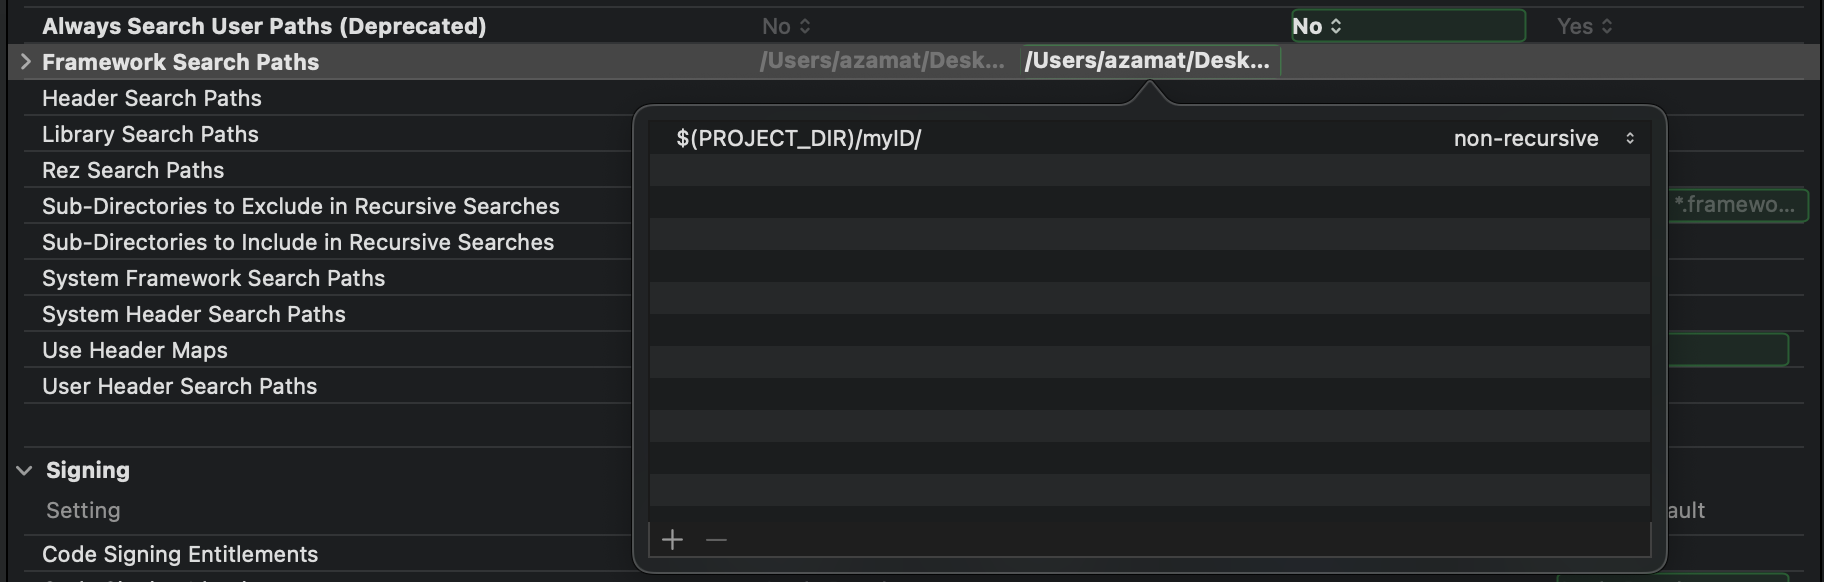 Always Search User Paths (Deprecated) No No Yes
Framework Search Paths /Users/azamat/Desk... /Users/azamat/Desk...
Header Search Paths
$(PROJECT_DIR)/myID/ non-recursive
Library Search Paths
Rez Search Paths
Sub-Directories to Exclude in Recursive Searches *.framewo...
Sub-Directories to Include in Recursive Searches
System Framework Search Paths
System Header Search Paths
Use Header Maps
User Header Search Paths
Signing
Setting ault
Code Signing Entitlements